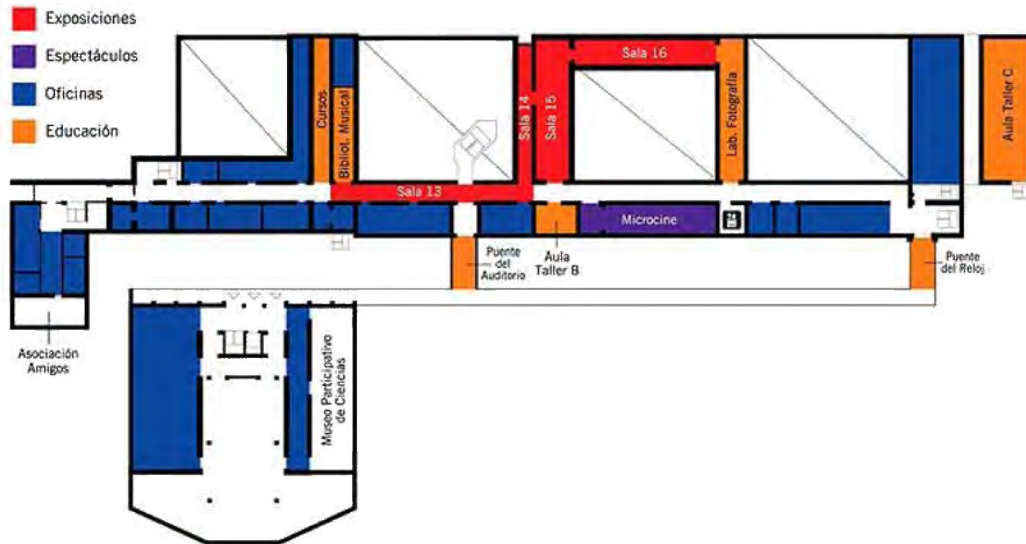 Exposiciones
Espectáculos
Oficinas
Educación
Cursos
Bibliot. Musical
Sala 13
Sala 14
Sala 15
Sala 16
Lab. Fotografía
Aula Taller C
Microcine
Puente
del
Auditorio
Aula
Taller B
Puente
del Reloj
Asociación
Amigos
Museo Participativo
de Ciencias